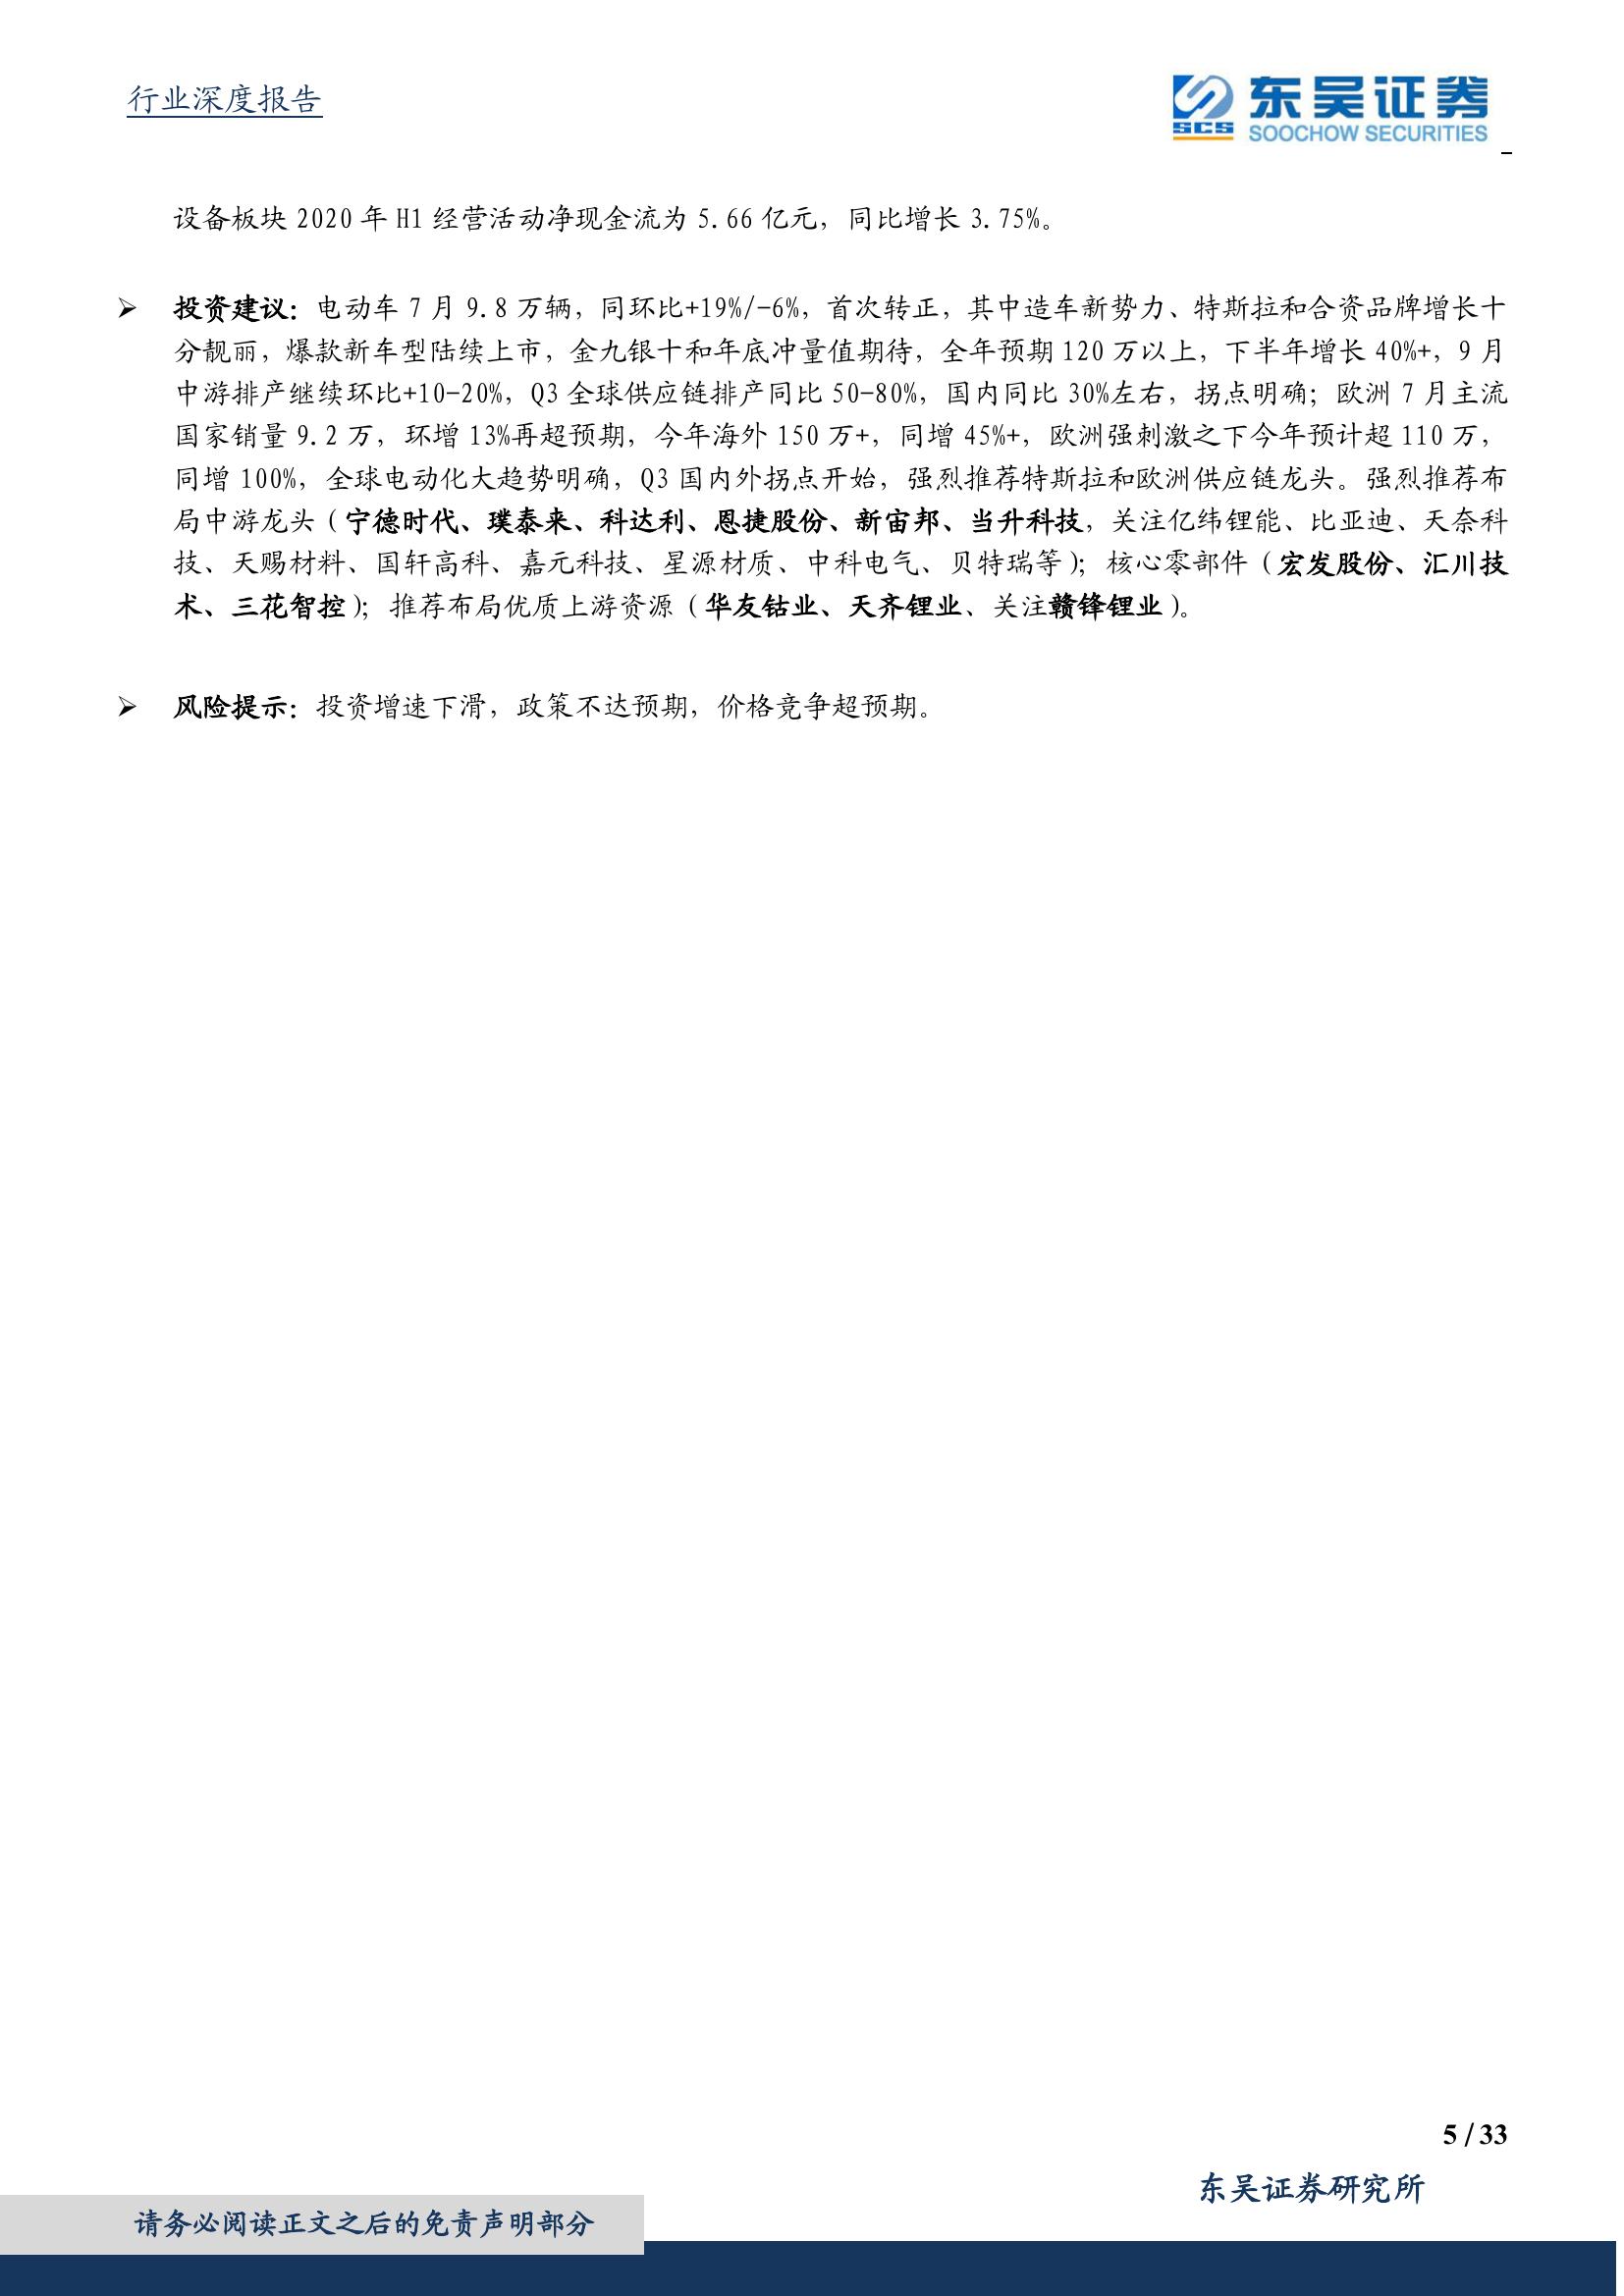 行业深度报告
SCS
东吴证券
SOOCHOW SECURITIES
设备板块 2020 年 H1 经营活动净现金流为 5.66 亿元，同比增长 3.75%。
➢ 投资建议：电动车 7 月 9.8 万辆，同环比+19%/-6%，首次转正，其中造车新势力、特斯拉和合资品牌增长十
分靓丽，爆款新车型陆续上市，金九银十和年底冲量值期待，全年预期 120 万以上，下半年增长 40%+，9 月
中游排产继续环比+10-20%，Q3 全球供应链排产同比 50-80%，国内同比 30%左右，拐点明确；欧洲 7 月主流
国家销量 9.2 万，环增 13%再超预期，今年海外 150 万+，同增 45%+，欧洲强刺激之下今年预计超 110 万，
同增 100%，全球电动化大趋势明确，Q3 国内外拐点开始，强烈推荐特斯拉和欧洲供应链龙头。强烈推荐布
局中游龙头（宁德时代、璞泰来、科达利、恩捷股份、新宙邦、当升科技，关注亿纬锂能、比亚迪、天奈科
技、天赐材料、国轩高科、嘉元科技、星源材质、中科电气、贝特瑞等）；核心零部件（宏发股份、汇川技
术、三花智控）；推荐布局优质上游资源（华友钴业、天齐锂业、关注赣锋锂业）。
➢ 风险提示：投资增速下滑，政策不达预期，价格竞争超预期。
5 / 33
东吴证券研究所
请务必阅读正文之后的免责声明部分